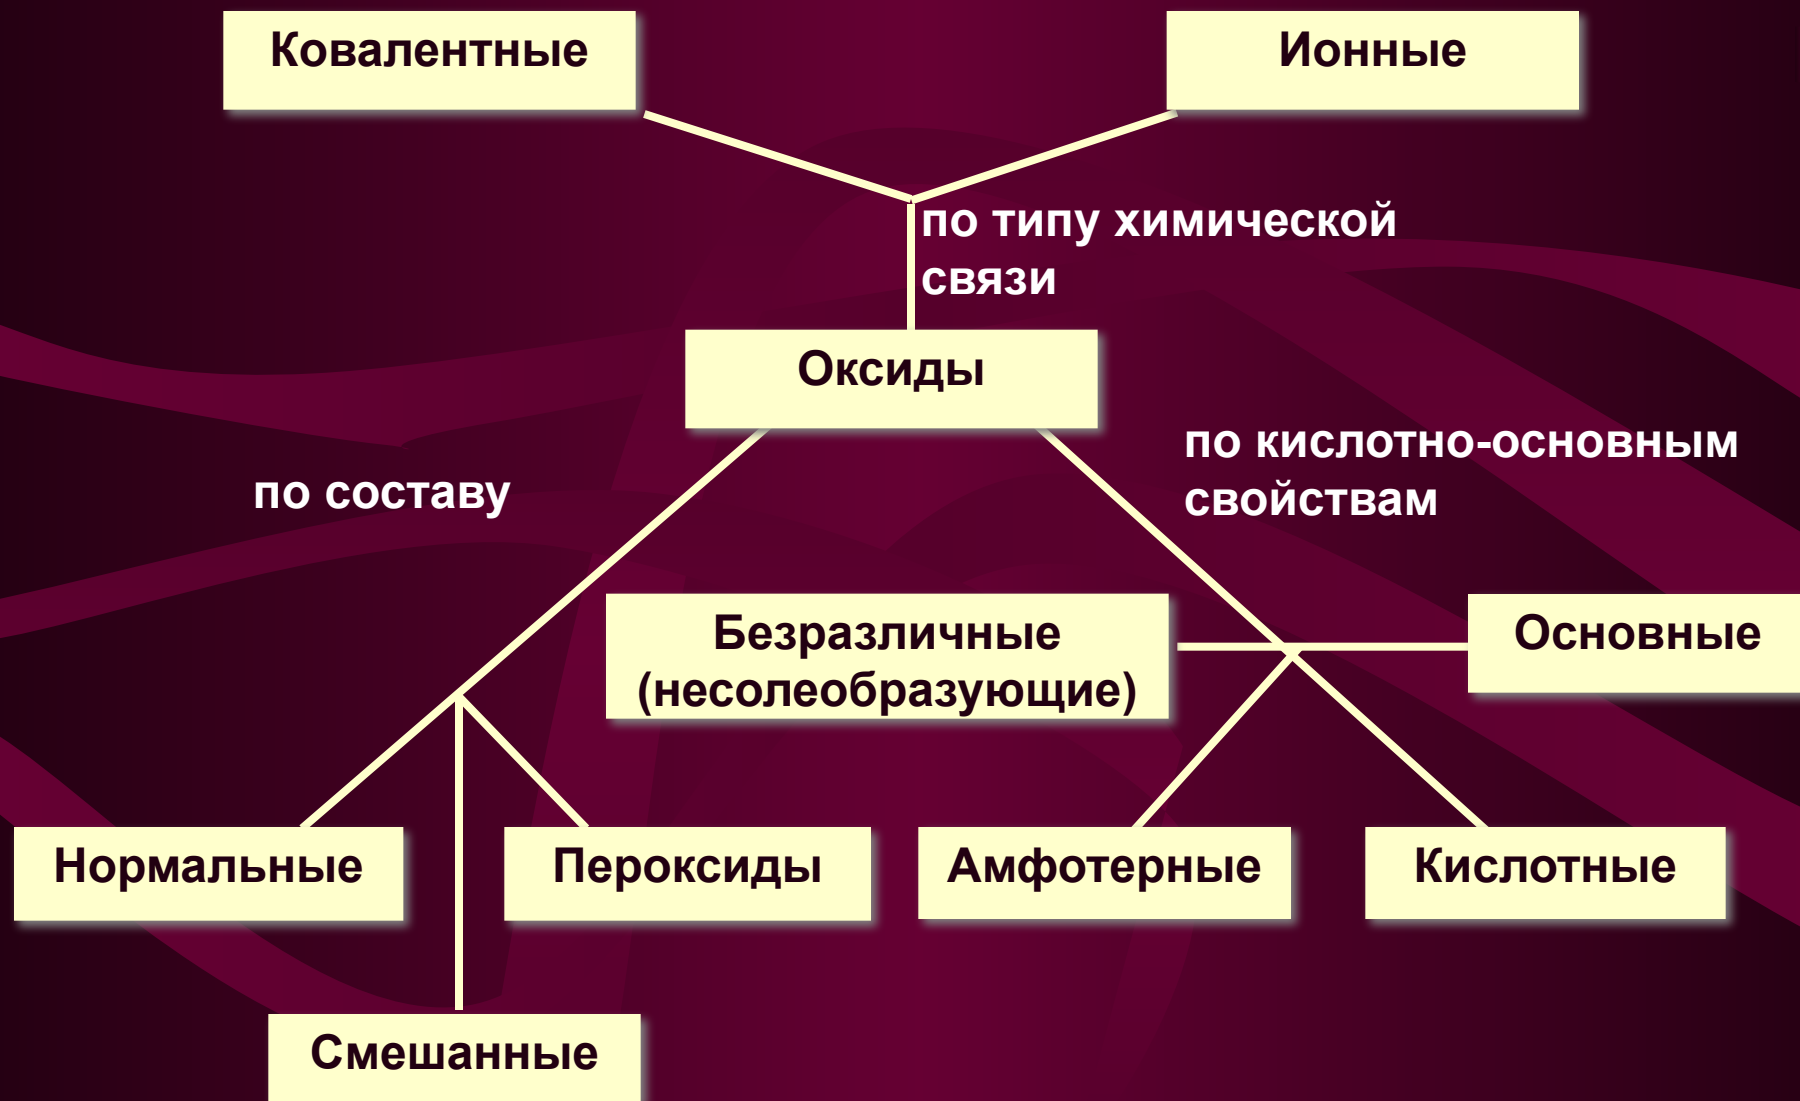 Ковалентные
Ионные
по типу химической
связи
Оксиды
по составу
по кислотно-основным
свойствам
Безразличные
(несолеобразующие)
Основные
Нормальные
Пероксиды
Амфотерные
Кислотные
Смешанные